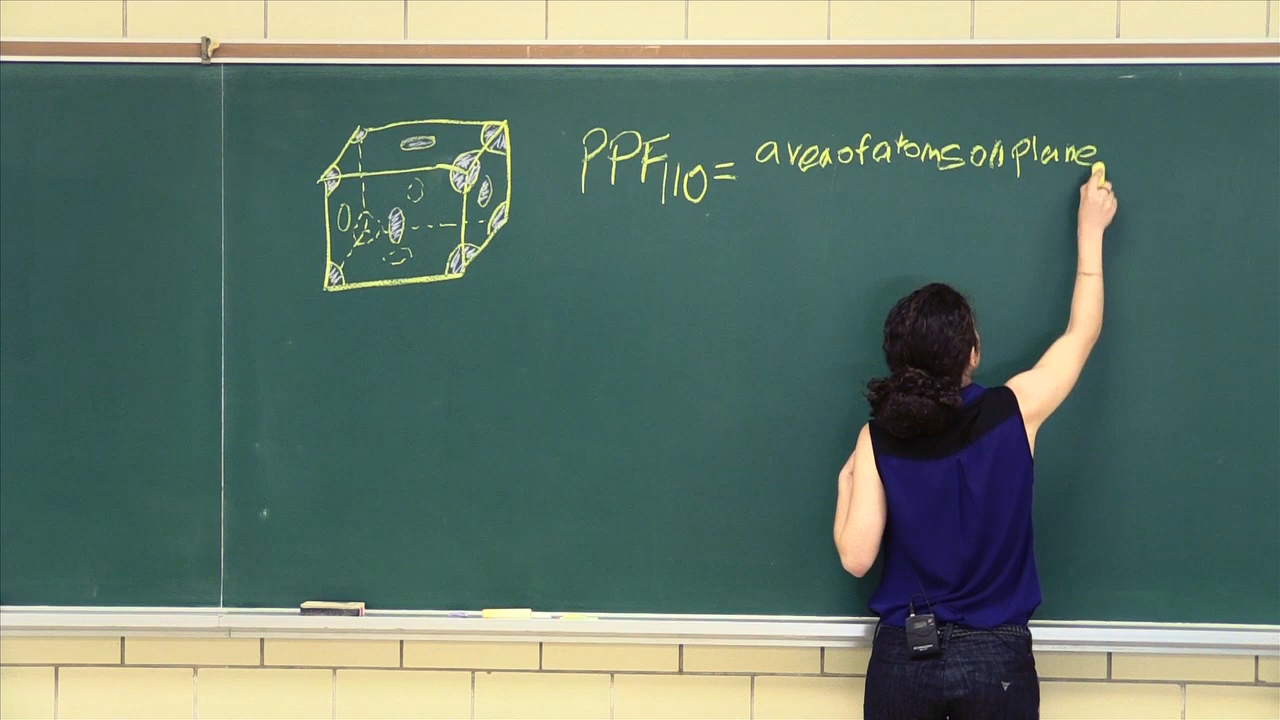 PPF110 = area of atoms on plane